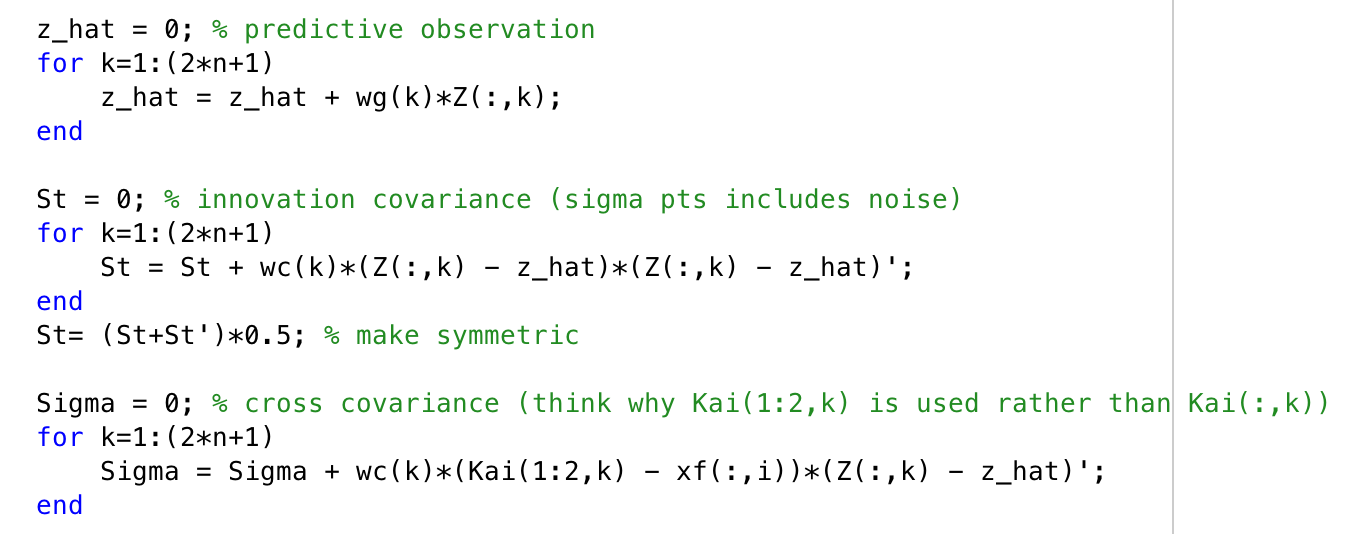 z_hat = 0; % predictive observation
for k=1:(2*n+1)
    z_hat = z_hat + wg(k)*Z(:,k);
end
St = 0; % innovation covariance (sigma pts includes noise)
for k=1:(2*n+1)
    St = St + wc(k)*(Z(:,k) - z_hat)*(Z(:,k) - z_hat)';
end
St= (St+St')*0.5; % make symmetric
Sigma = 0; % cross covariance (think why Kai(1:2,k) is used rather than Kai(:,k))
for k=1:(2*n+1)
    Sigma = Sigma + wc(k)*(Kai(1:2,k) - xf(:,i))*(Z(:,k) - z_hat)';
end